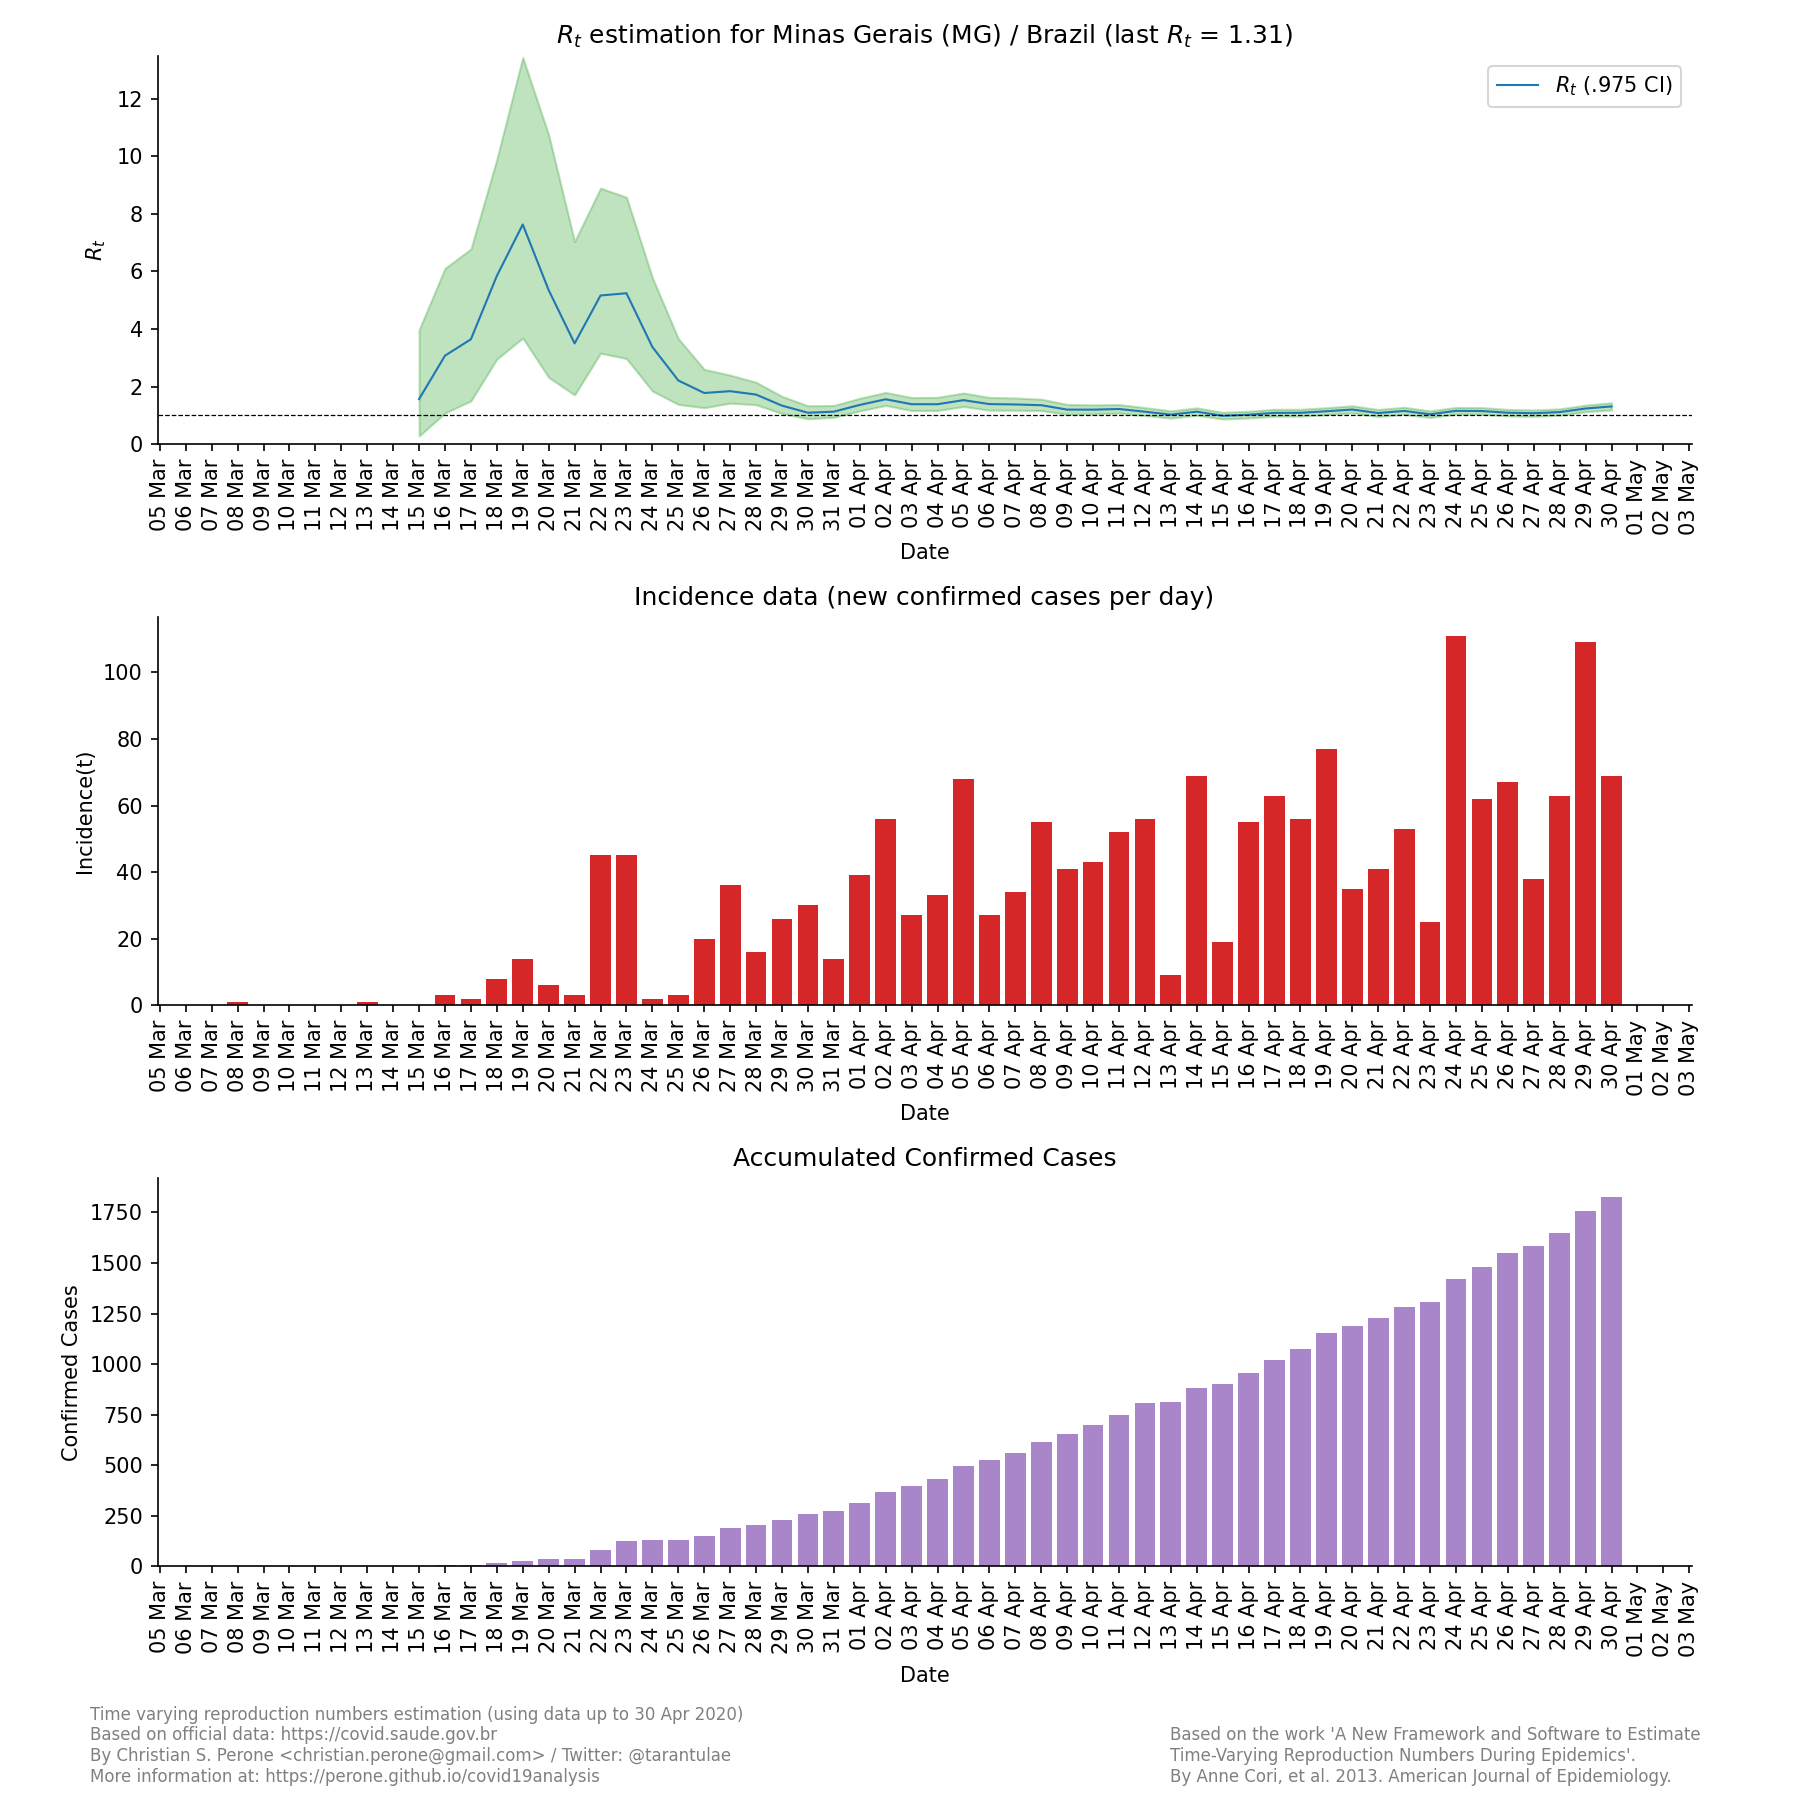 R_t estimation for Minas Gerais (MG) / Brazil (last R_t = 1.31)
R_t (.975 CI)
12
10
8
6
4
2
0
R_t
05 Mar 06 Mar 07 Mar 08 Mar 09 Mar 10 Mar 11 Mar 12 Mar 13 Mar 14 Mar 15 Mar 16 Mar 17 Mar 18 Mar 19 Mar 20 Mar 21 Mar 22 Mar 23 Mar 24 Mar 25 Mar 26 Mar 27 Mar 28 Mar 29 Mar 30 Mar 31 Mar 01 Apr 02 Apr 03 Apr 04 Apr 05 Apr 06 Apr 07 Apr 08 Apr 09 Apr 10 Apr 11 Apr 12 Apr 13 Apr 14 Apr 15 Apr 16 Apr 17 Apr 18 Apr 19 Apr 20 Apr 21 Apr 22 Apr 23 Apr 24 Apr 25 Apr 26 Apr 27 Apr 28 Apr 29 Apr 30 Apr 01 May 02 May 03 May
Date
Incidence data (new confirmed cases per day)
100
80
60
40
20
0
Incidence(t)
05 Mar 06 Mar 07 Mar 08 Mar 09 Mar 10 Mar 11 Mar 12 Mar 13 Mar 14 Mar 15 Mar 16 Mar 17 Mar 18 Mar 19 Mar 20 Mar 21 Mar 22 Mar 23 Mar 24 Mar 25 Mar 26 Mar 27 Mar 28 Mar 29 Mar 30 Mar 31 Mar 01 Apr 02 Apr 03 Apr 04 Apr 05 Apr 06 Apr 07 Apr 08 Apr 09 Apr 10 Apr 11 Apr 12 Apr 13 Apr 14 Apr 15 Apr 16 Apr 17 Apr 18 Apr 19 Apr 20 Apr 21 Apr 22 Apr 23 Apr 24 Apr 25 Apr 26 Apr 27 Apr 28 Apr 29 Apr 30 Apr 01 May 02 May 03 May
Date
Accumulated Confirmed Cases
1750
1500
1250
1000
750
500
250
0
Confirmed Cases
05 Mar 06 Mar 07 Mar 08 Mar 09 Mar 10 Mar 11 Mar 12 Mar 13 Mar 14 Mar 15 Mar 16 Mar 17 Mar 18 Mar 19 Mar 20 Mar 21 Mar 22 Mar 23 Mar 24 Mar 25 Mar 26 Mar 27 Mar 28 Mar 29 Mar 30 Mar 31 Mar 01 Apr 02 Apr 03 Apr 04 Apr 05 Apr 06 Apr 07 Apr 08 Apr 09 Apr 10 Apr 11 Apr 12 Apr 13 Apr 14 Apr 15 Apr 16 Apr 17 Apr 18 Apr 19 Apr 20 Apr 21 Apr 22 Apr 23 Apr 24 Apr 25 Apr 26 Apr 27 Apr 28 Apr 29 Apr 30 Apr 01 May 02 May 03 May
Date
Time varying reproduction numbers estimation (using data up to 30 Apr 2020)
Based on official data: https://covid.saude.gov.br
By Christian S. Perone <christian.perone@gmail.com> / Twitter: @tarantulae
More information at: https://perone.github.io/covid19analysis
Based on the work 'A New Framework and Software to Estimate
Time-Varying Reproduction Numbers During Epidemics'.
By Anne Cori, et al. 2013. American Journal of Epidemiology.